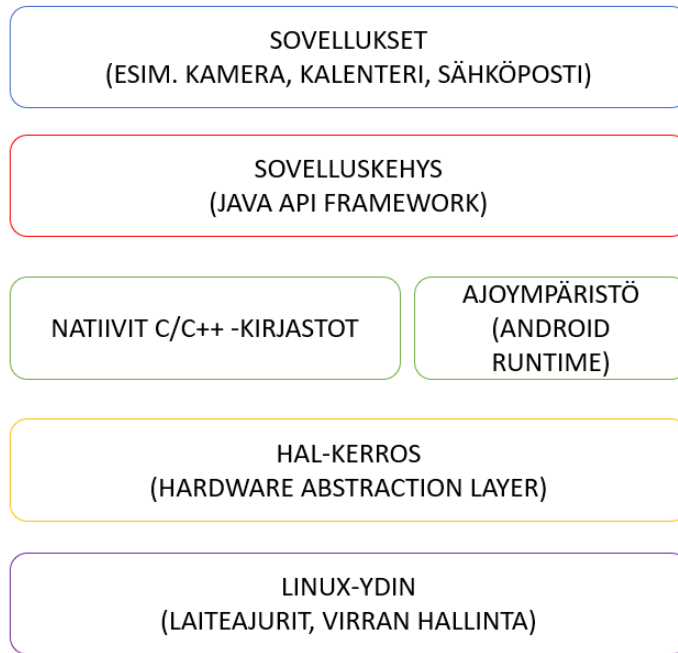 SOVELLUKSET
(ESIM. KAMERA, KALENTERI, SÄHKÖPOSTI)
SOVELLUSKEHYS
(JAVA API FRAMEWORK)
NATIIVIT C/C++ -KIRJASTOT
AJOYMPÄRISTÖ
(ANDROID
RUNTIME)
HAL-KERROS
(HARDWARE ABSTRACTION LAYER)
LINUX-YDIN
(LAITEAJURIT, VIRRAN HALLINTA)